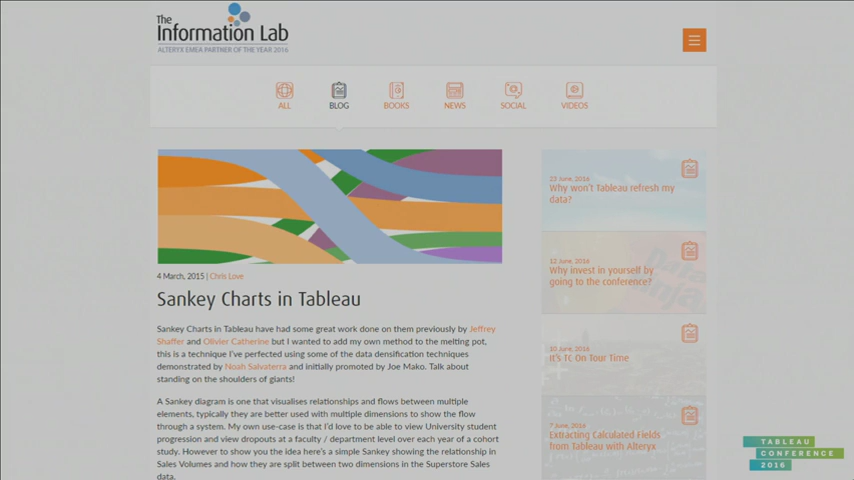 The
Information Lab
ALTERYX EMEA PARTNER OF THE YEAR 2016
ALL
BLOG
BOOKS
NEWS
SOCIAL
VIDEOS
4 March, 2015 | Chris Love
Sankey Charts in Tableau
Sankey Charts in Tableau have had some great work done on them previously by Jeffrey
Shaffer and Olivier Catherine but I wanted to add my own method to the melting pot,
this is a technique I've perfected using some of the data densification techniques
demonstrated by Noah Salvaterra and initially promoted by Joe Mako. Talk about
standing on the shoulders of giants!
A Sankey diagram is one that visualises relationships and flows between multiple
elements, typically they are better used with multiple dimensions to show the flow
through a system. My own use-case is that I'd love to be able to view University student
progression and view dropouts at a faculty / department level over each year of a cohort
study. However to show you the idea here's a simple Sankey showing the relationship in
Sales Volumes and how they are split between two dimensions in the Superstore Sales
data.
22 June, 2016
Why won't Tableau refresh my
data?
12 June, 2016
Why invest in yourself by
going to the conference?
10 June, 2016
It's TC On Tour Time
7 June, 2016
Extracting Calculated Fields
from Tableau with Alteryx
TABLEAU
CONFERENCE
2016